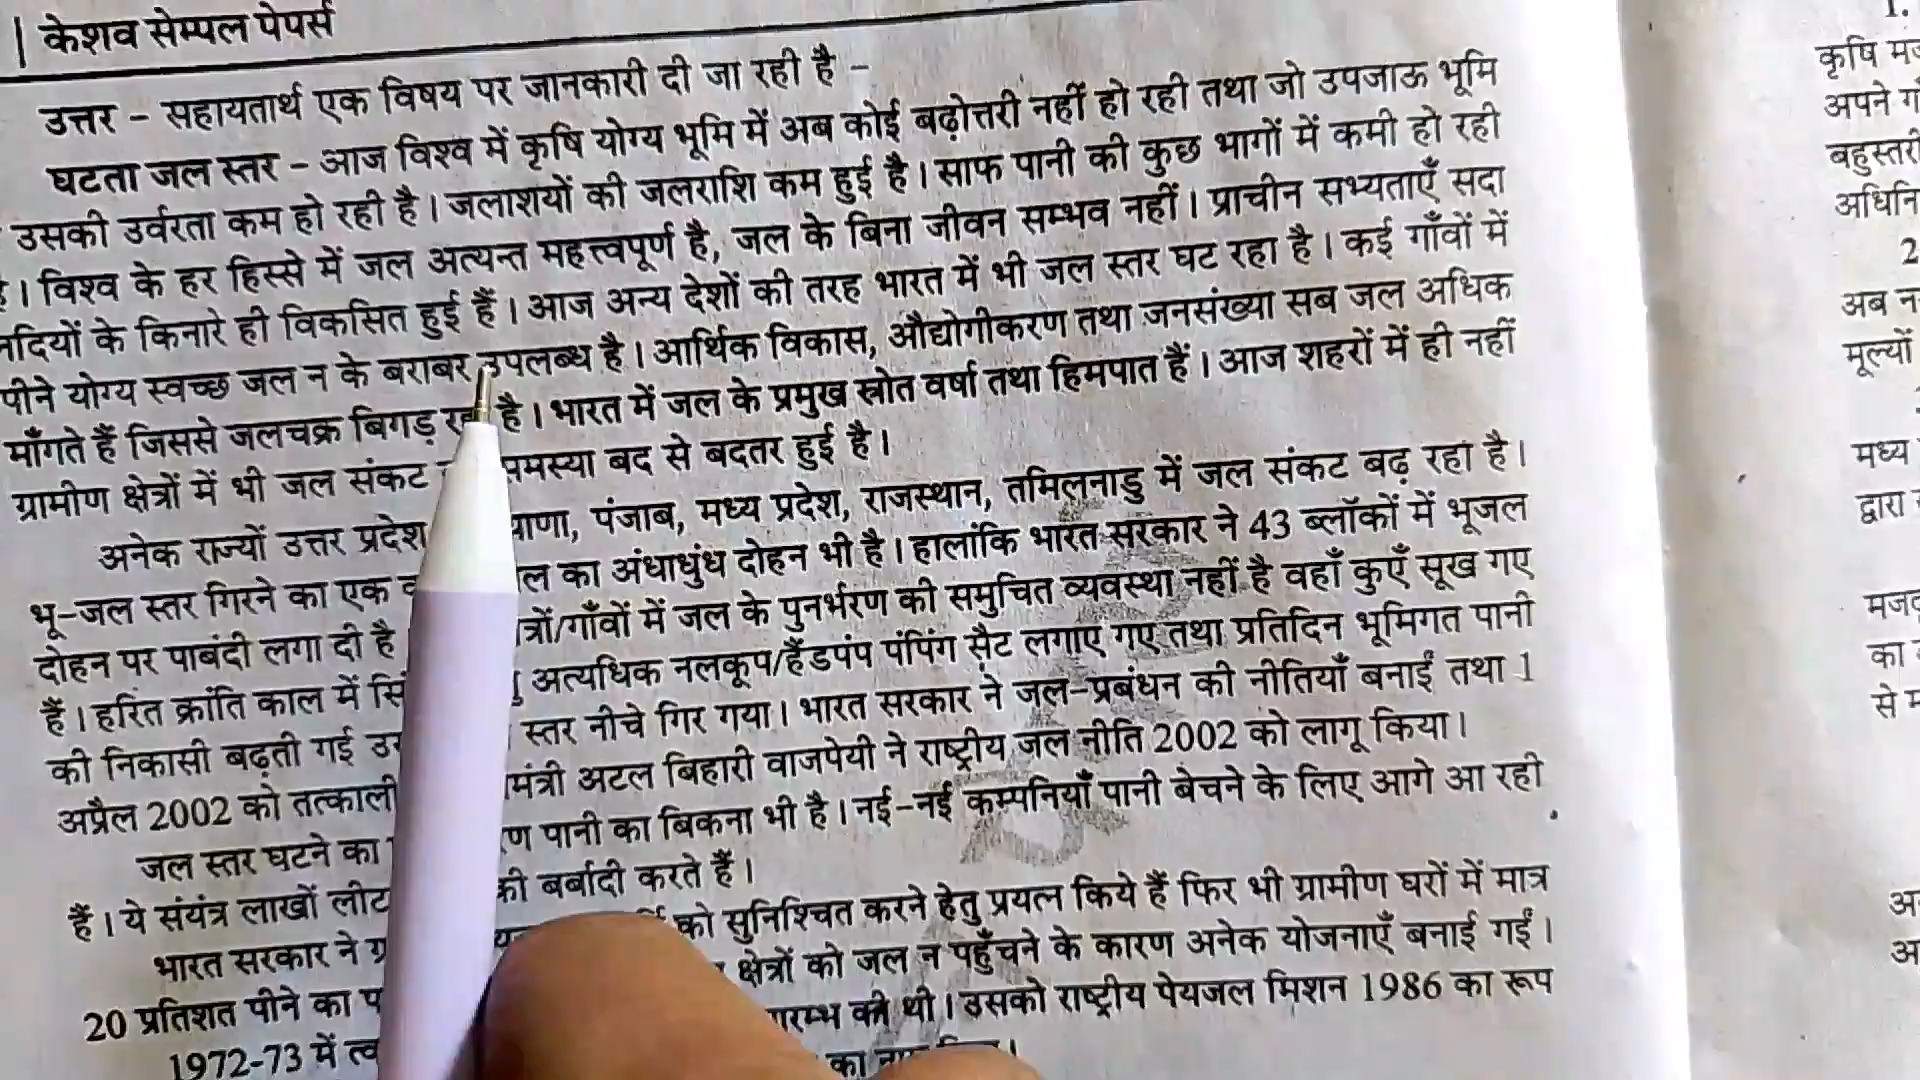 | केशव सेम्पल पेपर्स
उत्तर – सहायतार्थ एक विषय पर जानकारी दी जा रही है –
घटता जल स्तर – आज विश्व में कृषि योग्य भूमि में अब कोई बढ़ोत्तरी नहीं हो रही तथा जो उपजाऊ भूमि
उसकी उर्वरता कम हो रही है। जलाशयों की जलराशि कम हुई है। साफ पानी की कुछ भागों में कमी हो रही
है। विश्व के हर हिस्से में जल अत्यन्त महत्त्वपूर्ण है, जल के बिना जीवन सम्भव नहीं। प्राचीन सभ्यताएँ सदा
नदियों के किनारे ही विकसित हुई हैं। आज अन्य देशों की तरह भारत में भी जल स्तर घट रहा है। कई गाँवों में
पीने योग्य स्वच्छ जल न के बराबर उपलब्ध है। आर्थिक विकास, औद्योगीकरण तथा जनसंख्या सब जल अधिक
माँगते हैं जिससे जलचक्र बिगड़ है। भारत में जल के प्रमुख स्रोत वर्षा तथा हिमपात हैं। आज शहरों में ही नहीं
ग्रामीण क्षेत्रों में भी जल संकट समस्या बद से बदतर हुई है।
अनेक राज्यों उत्तर प्रदेश याणा, पंजाब, मध्य प्रदेश, राजस्थान, तमिलनाडु में जल संकट बढ़ रहा है।
भू-जल स्तर गिरने का एक ल का अंधाधुंध दोहन भी है। हालांकि भारत सरकार ने 43 ब्लॉकों में भूजल
दोहन पर पाबंदी लगा दी है त्रों/गाँवों में जल के पुनर्भरण की समुचित व्यवस्था नहीं है वहाँ कुएँ सूख गए
हैं। हरित क्रांति काल में सिं अत्यधिक नलकूप/हैंडपंप पंपिंग सैट लगाए गए तथा प्रतिदिन भूमिगत पानी
की निकासी बढ़ती गई उ स्तर नीचे गिर गया। भारत सरकार ने जल-प्रबंधन की नीतियाँ बनाईं तथा 1
अप्रैल 2002 को तत्काली मंत्री अटल बिहारी वाजपेयी ने राष्ट्रीय जल नीति 2002 को लागू किया।
जल स्तर घटने का ण पानी का बिकना भी है। नई-नई कम्पनियाँ पानी बेचने के लिए आगे आ रही
हैं। ये संयंत्र लाखों लीट की बर्बादी करते हैं।
भारत सरकार ने ग्र को सुनिश्चित करने हेतु प्रयत्न किये हैं फिर भी ग्रामीण घरों में मात्र
20 प्रतिशत पीने का प क्षेत्रों को जल न पहुँचने के कारण अनेक योजनाएँ बनाई गईं।
1972-73 में त्व रम्भ की थी। उसको राष्ट्रीय पेयजल मिशन 1986 का रूप
का
1.
कृषि
अपने
बहुस्तरी
अधिनि
2
अब
मूल्यों
मध्य
द्वारा
मजद
का
से
अ
अ